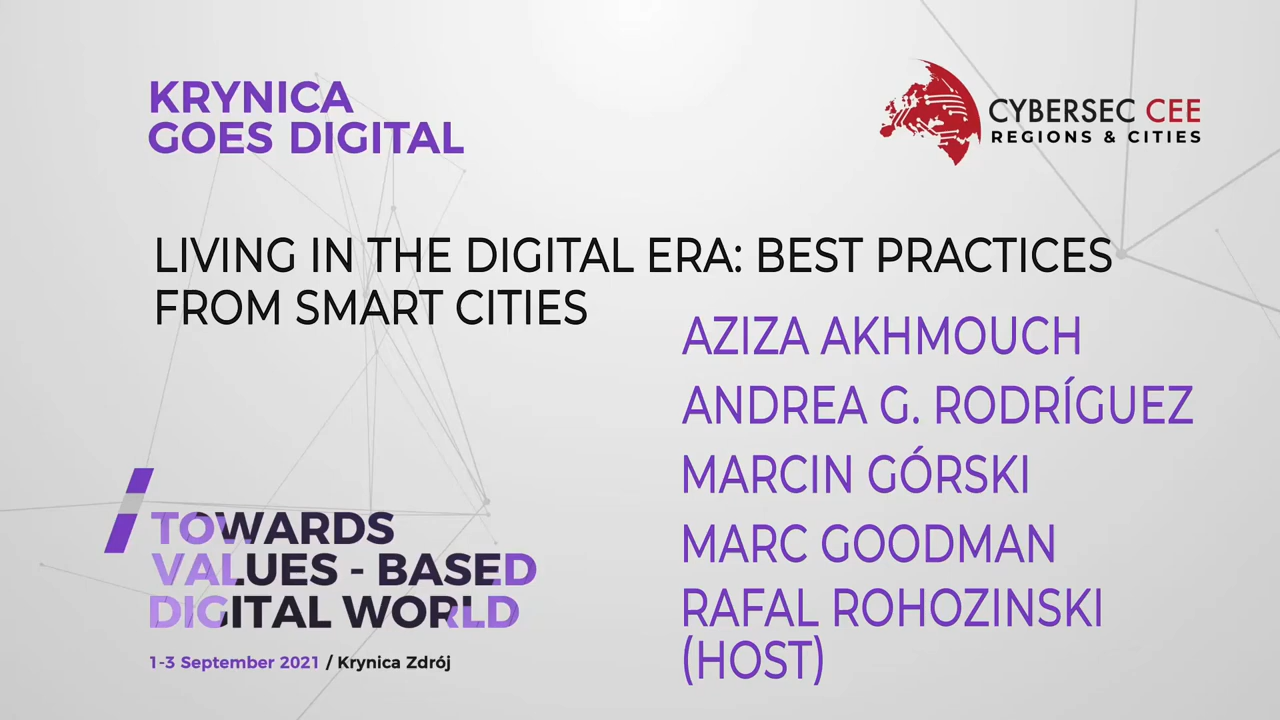 KRYNICA
GOES DIGITAL
CYBERSEC CEE
REGIONS & CITIES
LIVING IN THE DIGITAL ERA: BEST PRACTICES
FROM SMART CITIES
AZIZA AKHMOUCH
ANDREA G. RODRÍGUEZ
MARCIN GÓRSKI
MARC GOODMAN
RAFAL ROHOZINSKI
(HOST)
TOWARDS
VALUES - BASED
DIGITAL WORLD
1-3 September 2021 / Krynica Zdrój